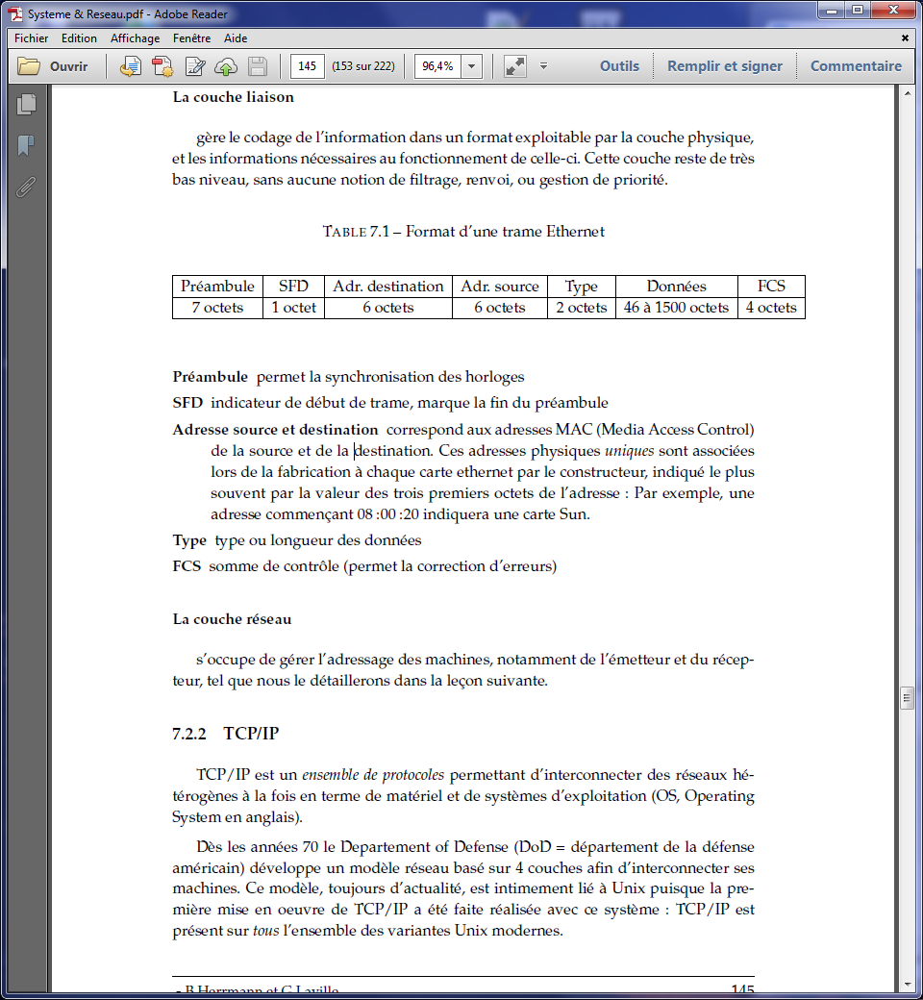 Systeme & Reseau.pdf - Adobe Reader
Fichier Edition Affichage Fenêtre Aide
Ouvrir 145 (153 sur 222) 96,4% Outils Remplir et signer Commentaire
La couche liaison
gère le codage de l'information dans un format exploitable par la couche physique,
et les informations nécessaires au fonctionnement de celle-ci. Cette couche reste de très
bas niveau, sans aucune notion de filtrage, renvoi, ou gestion de priorité.
TABLE 7.1 – Format d'une trame Ethernet
Préambule SFD Adr. destination Adr. source Type Données FCS
7 octets 1 octet 6 octets 6 octets 2 octets 46 à 1500 octets 4 octets
Préambule permet la synchronisation des horloges
SFD indicateur de début de trame, marque la fin du préambule
Adresse source et destination correspond aux adresses MAC (Media Access Control)
de la source et de la destination. Ces adresses physiques uniques sont associées
lors de la fabrication à chaque carte ethernet par le constructeur, indiqué le plus
souvent par la valeur des trois premiers octets de l'adresse : Par exemple, une
adresse commençant 08 :00 :20 indiquera une carte Sun.
Type type ou longueur des données
FCS somme de contrôle (permet la correction d'erreurs)
La couche réseau
s'occupe de gérer l'adressage des machines, notamment de l'émetteur et du récep-
teur, tel que nous le détaillerons dans la leçon suivante.
7.2.2 TCP/IP
TCP/IP est un ensemble de protocoles permettant d'interconnecter des réseaux hé-
térogènes à la fois en terme de matériel et de systèmes d'exploitation (OS, Operating
System en anglais).
Dès les années 70 le Departement of Defense (DoD = département de la défense
américain) développe un modèle réseau basé sur 4 couches afin d'interconnecter ses
machines. Ce modèle, toujours d'actualité, est intimement lié à Unix puisque la pre-
mière mise en oeuvre de TCP/IP a été faite réalisée avec ce système : TCP/IP est
présent sur tous l'ensemble des variantes Unix modernes.
- B.Herrmann et G.Laville 145